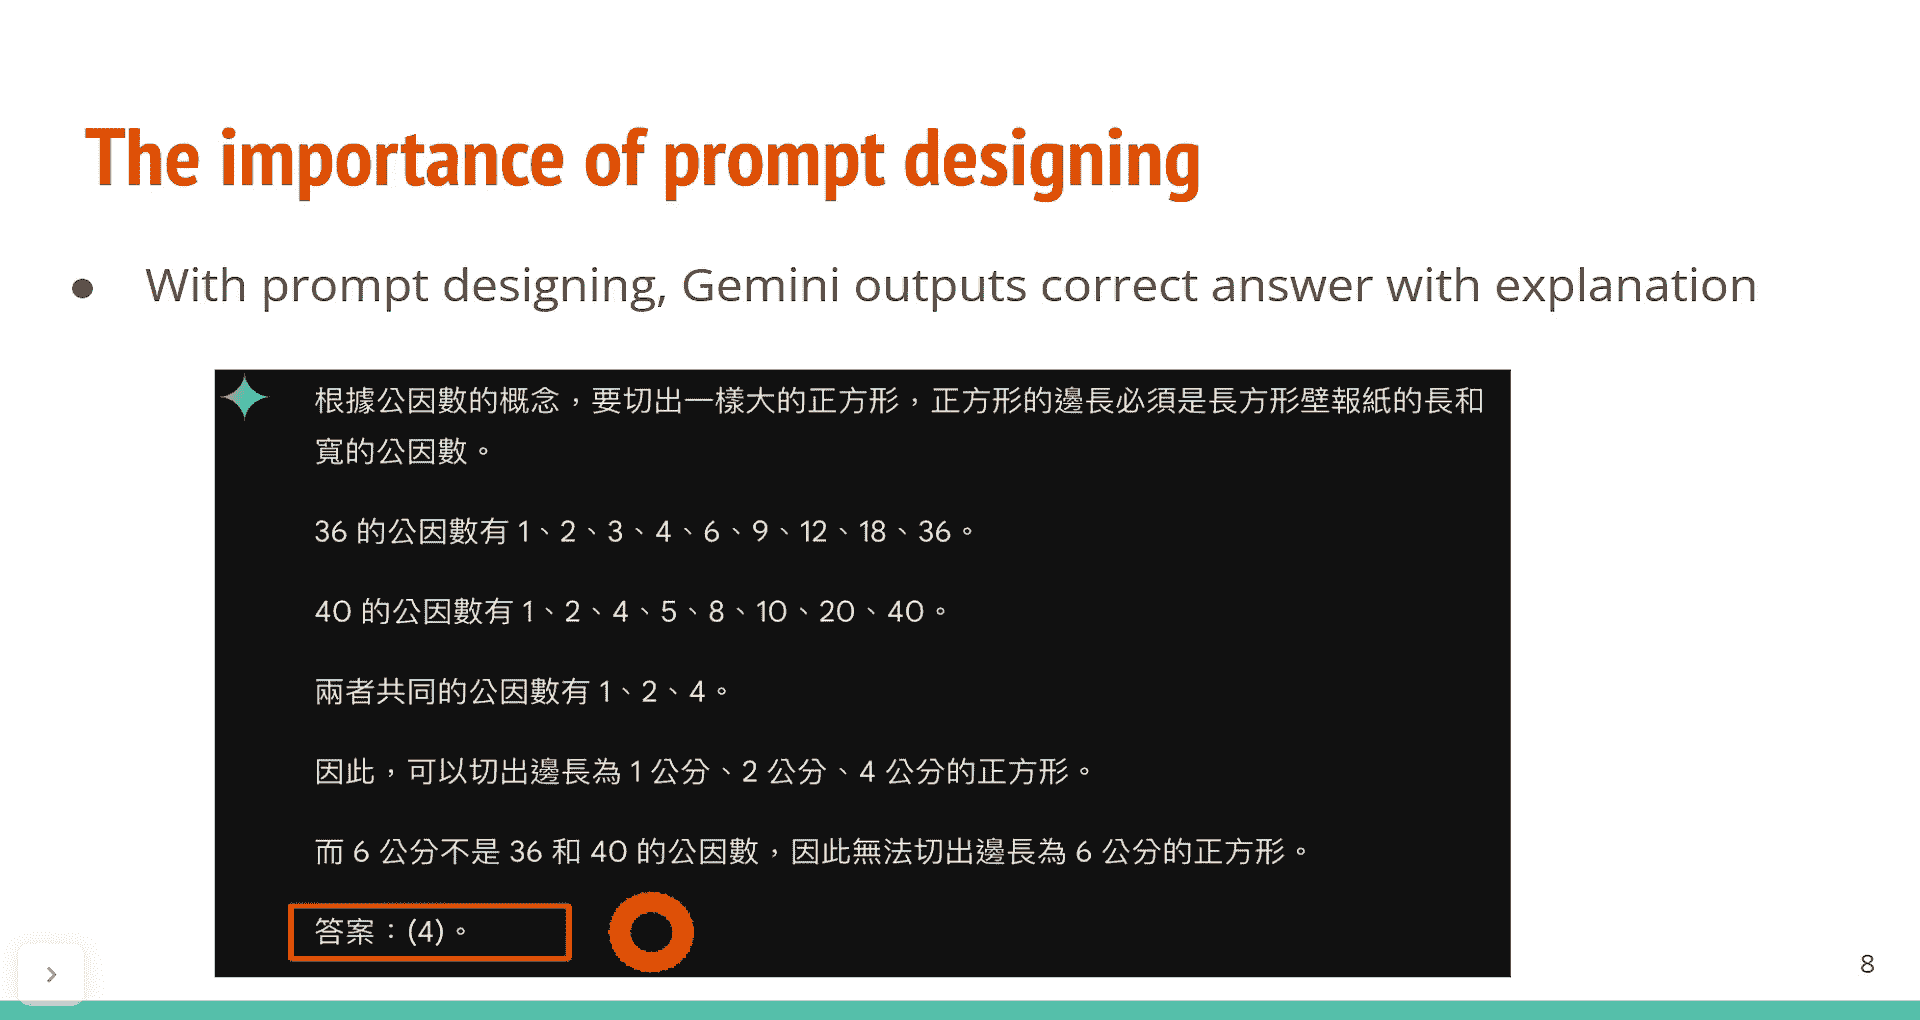 The importance of prompt designing
● With prompt designing, Gemini outputs correct answer with explanation
根據公因數的概念，要切出一樣大的正方形，正方形的邊長必須是長方形壁報紙的長和
寬的公因數。
36 的公因數有 1、2、3、4、6、9、12、18、36。
40 的公因數有 1、2、4、5、8、10、20、40。
兩者共同的公因數有 1、2、4。
因此，可以切出邊長為 1 公分、2 公分、4 公分的正方形。
而 6 公分不是 36 和 40 的公因數，因此無法切出邊長為 6 公分的正方形。
答案：(4)。
8